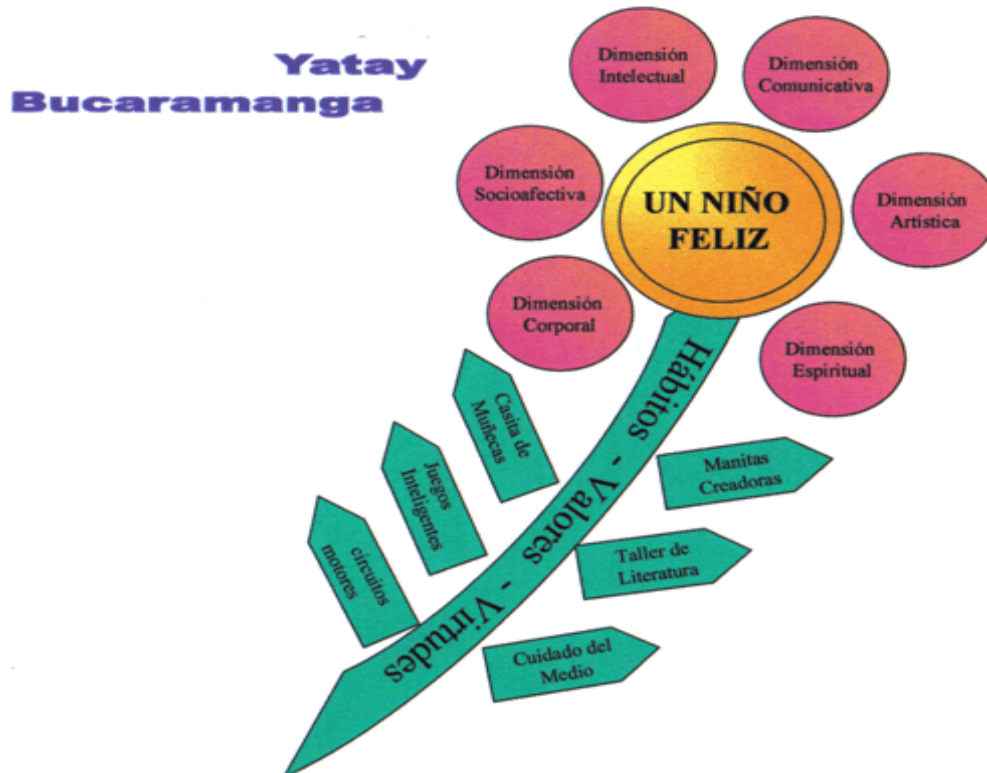 Yatay
Bucaramanga
Dimensión
Intelectual
Dimensión
Comunicativa
Dimensión
Socioafectiva
UN NIÑO
FELIZ
Dimensión
Artística
Dimensión
Corporal
Dimensión
Espiritual
Hábitos - Valores - Virtudes
Casita de
Muñecas
Juegos
Inteligentes
circuitos
motores
Manitas
Creadoras
Taller de
Literatura
Cuidado del
Medio